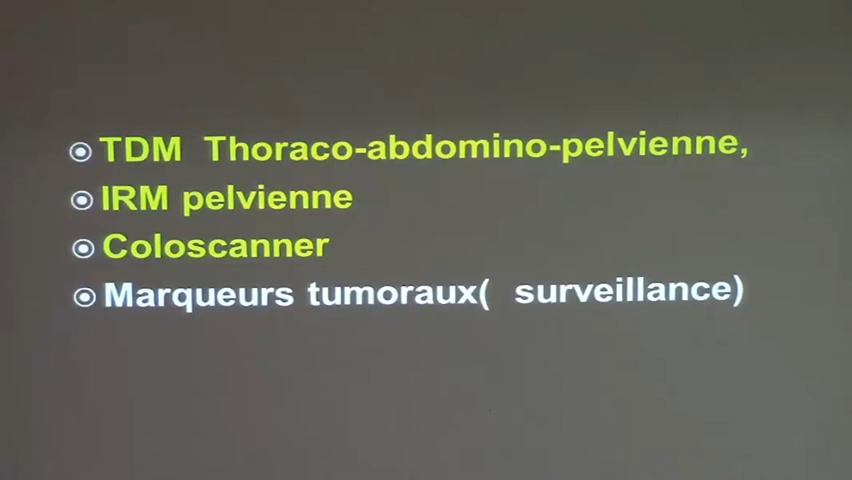 TDM Thoraco-abdomino-pelvienne,
IRM pelvienne
Coloscanner
Marqueurs tumoraux( surveillance)